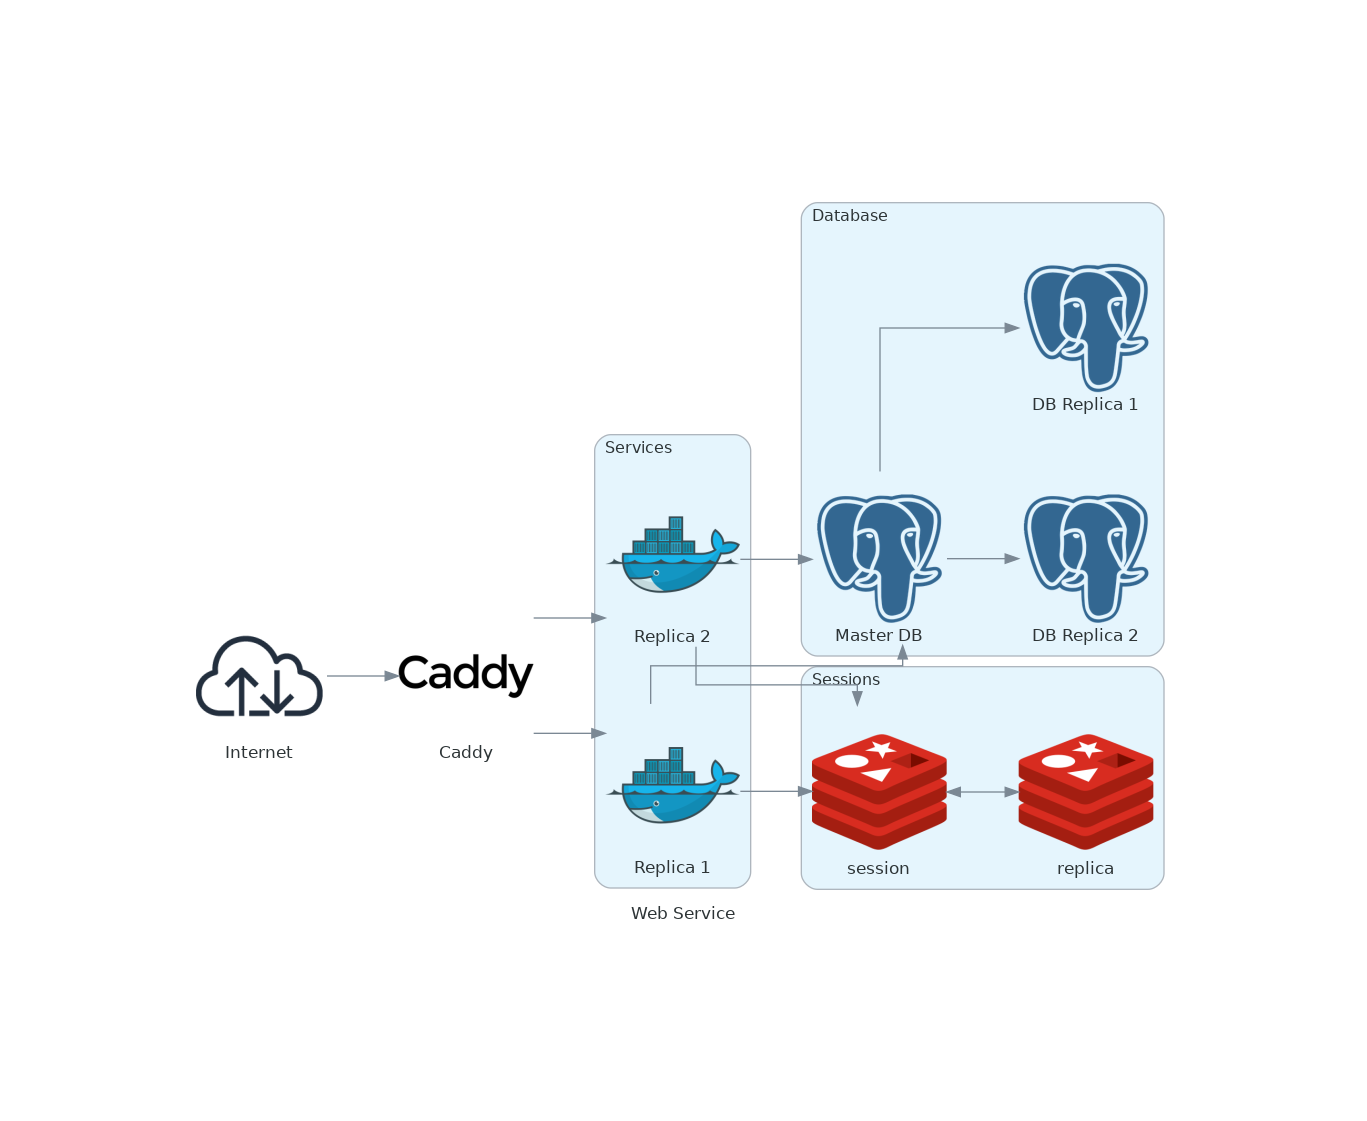 Database
DB Replica 1
Services
Replica 2
Master DB
DB Replica 2
Caddy
Sessions
Internet
Caddy
Replica 1
session
replica
Web Service